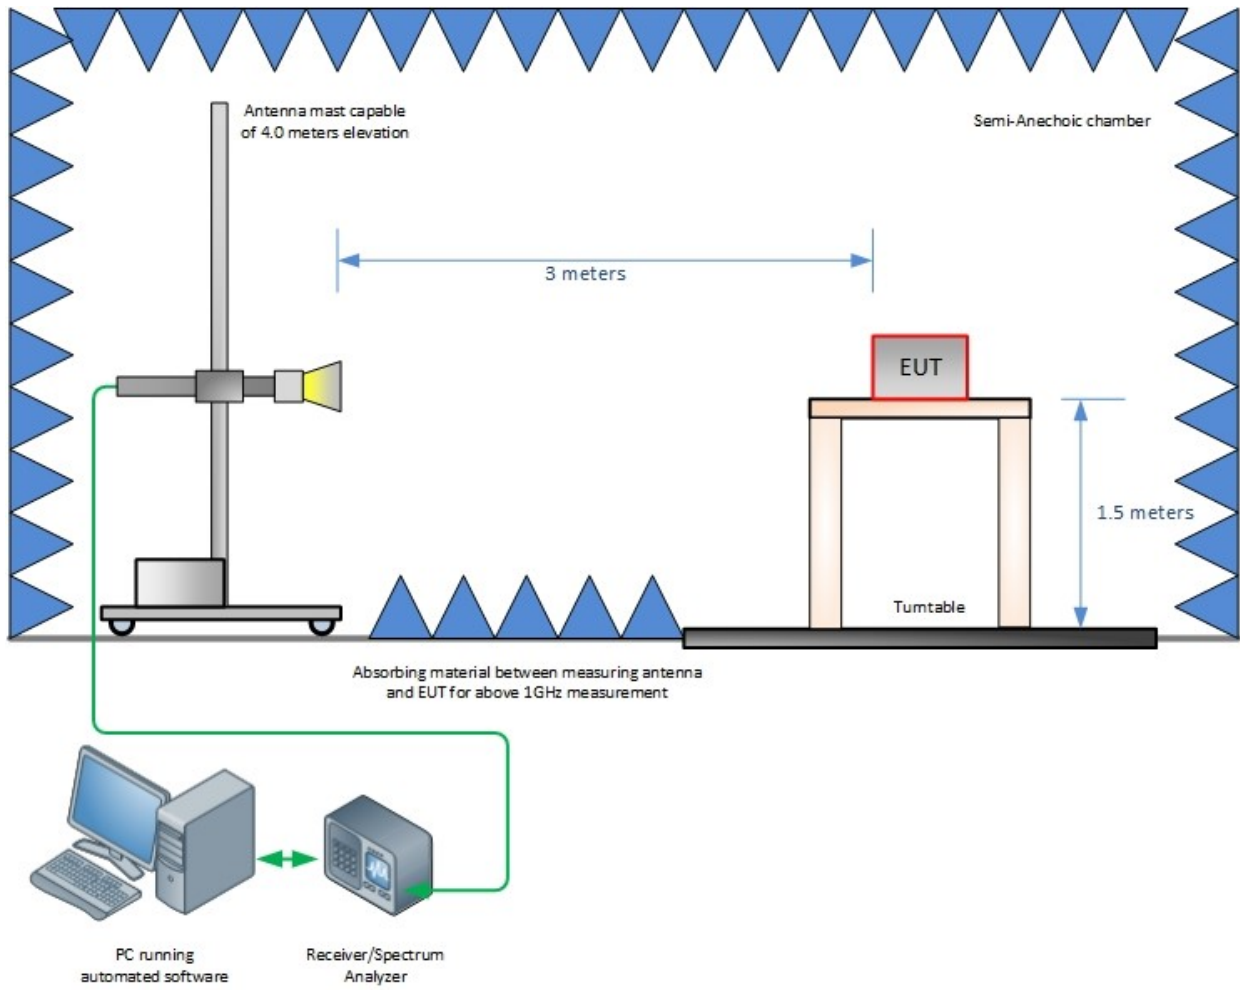 Antenna mast capable
of 4.0 meters elevation
Semi-Anechoic chamber
3 meters
EUT
1.5 meters
Turntable
Absorbing material between measuring antenna
and EUT for above 1GHz measurement
PC running
automated software
Receiver/Spectrum
Analyzer